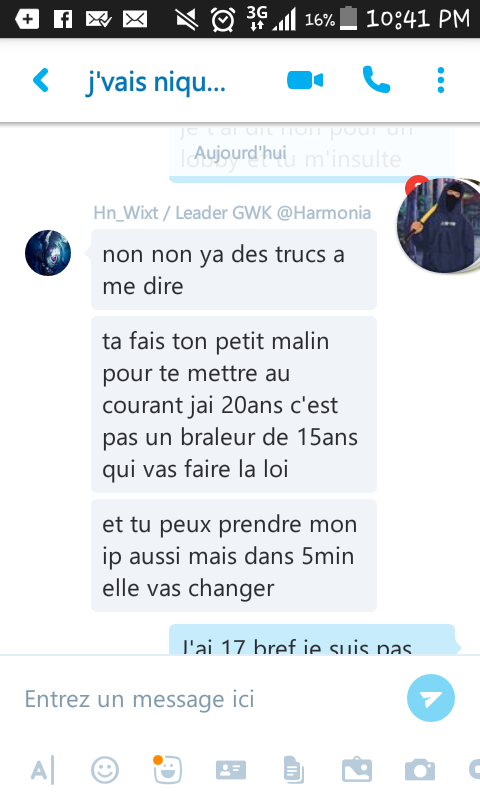 3G
16%
10:41 PM
j'vais niqu...
je t'ai dit non pour un
Aujourd'hui
lobby et tu m'insulte
Hn_Wixt / Leader GWK @Harmonia
non non ya des trucs a
me dire
ta fais ton petit malin
pour te mettre au
courant jai 20ans c'est
pas un braleur de 15ans
qui vas faire la loi
et tu peux prendre mon
ip aussi mais dans 5min
elle vas changer
J'ai 17 bref je suis pas
Entrez un message ici